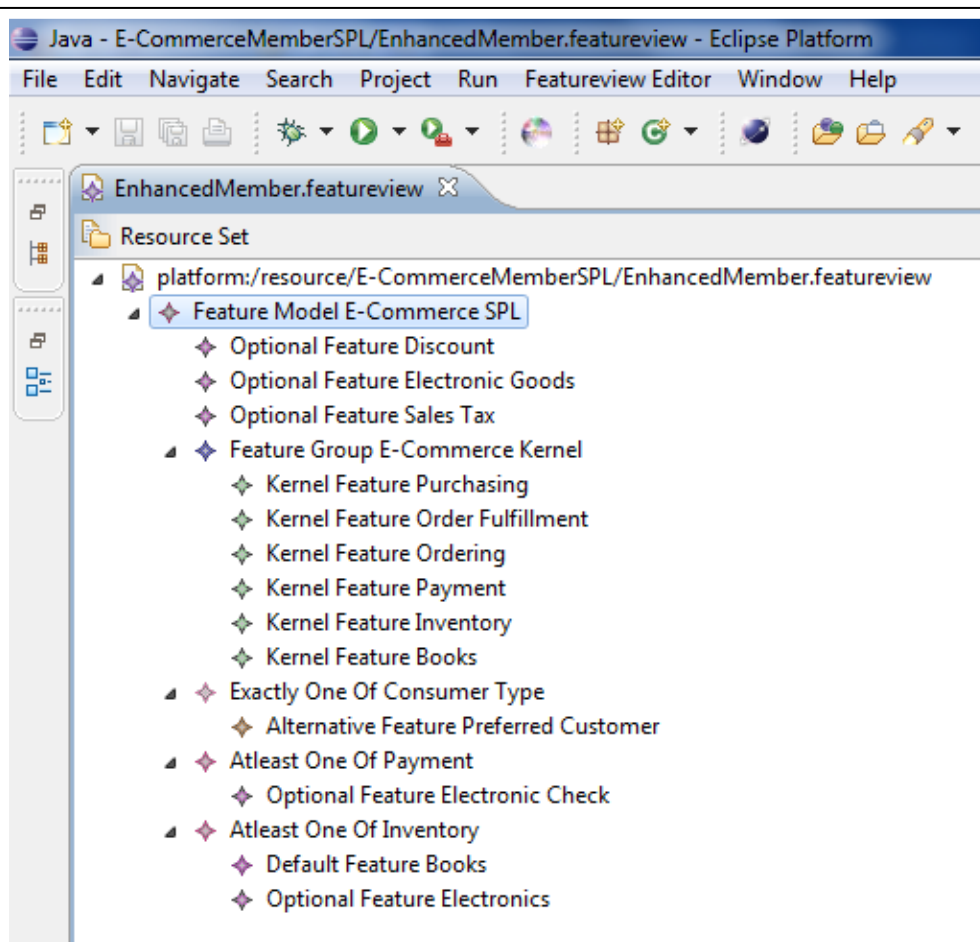 Java - E-CommerceMemberSPL/EnhancedMember.featureview - Eclipse Platform
File Edit Navigate Search Project Run Featureview Editor Window Help
EnhancedMember.featureview
Resource Set
platform:/resource/E-CommerceMemberSPL/EnhancedMember.featureview
Feature Model E-Commerce SPL
Optional Feature Discount
Optional Feature Electronic Goods
Optional Feature Sales Tax
Feature Group E-Commerce Kernel
Kernel Feature Purchasing
Kernel Feature Order Fulfillment
Kernel Feature Ordering
Kernel Feature Payment
Kernel Feature Inventory
Kernel Feature Books
Exactly One Of Consumer Type
Alternative Feature Preferred Customer
Atleast One Of Payment
Optional Feature Electronic Check
Atleast One Of Inventory
Default Feature Books
Optional Feature Electronics